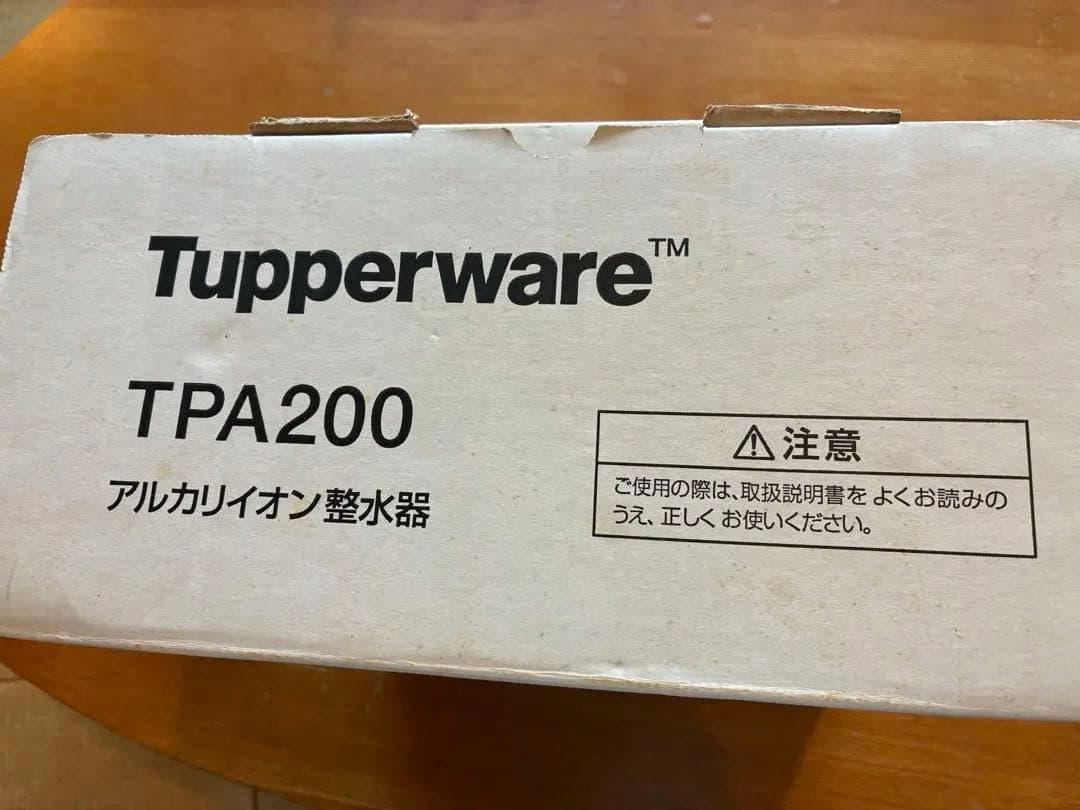 Tupperware™
TPA200
アルカリイオン整水器
⚠注意
ご使用の際は、取扱説明書を よくお読みの
うえ、正しく お使いください。